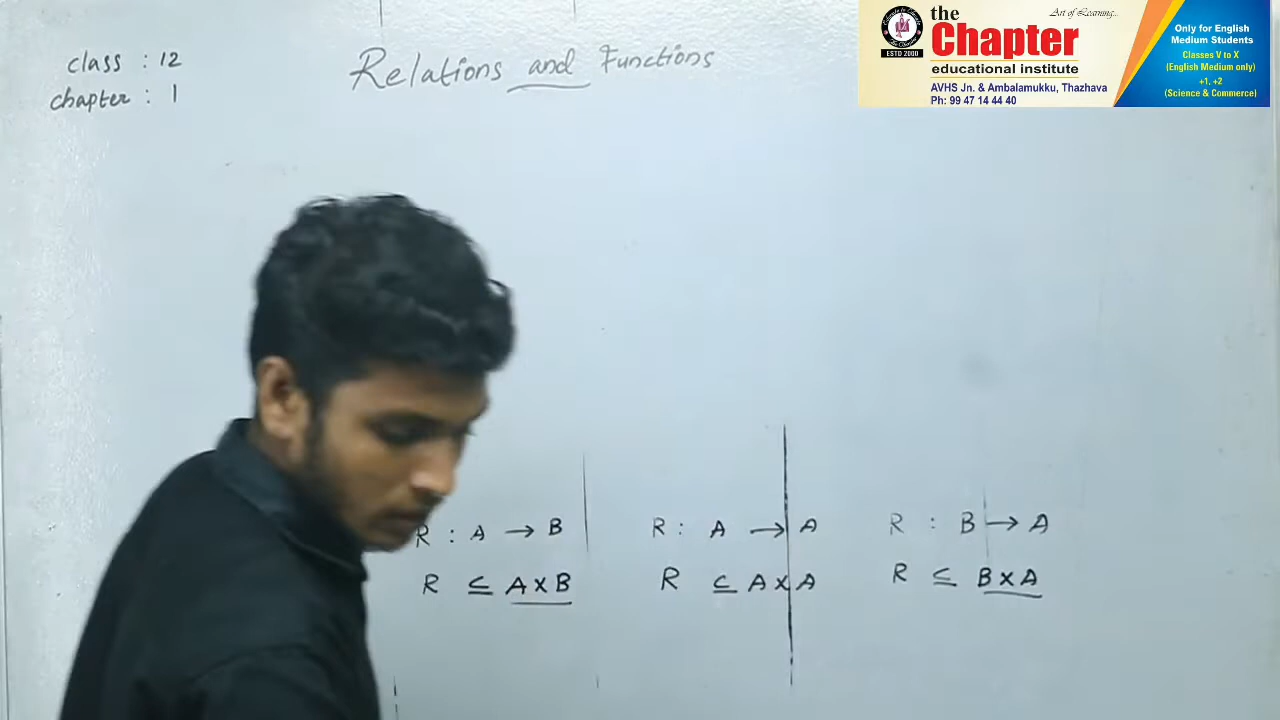 class : 12
chapter : 1
Relations and Functions
Art of Learning...
the
Chapter
educational institute
AVHS Jn. & Ambalamukku, Thazhava
Ph: 99 47 14 44 40
ESTD 2000
Only for English
Medium Students
Classes V to X
(English Medium only)
+1, +2
(Science & Commerce)
R : A → B
R ⊆ A x B
R : A → A
R ⊆ A x A
R : B → A
R ⊆ B x A